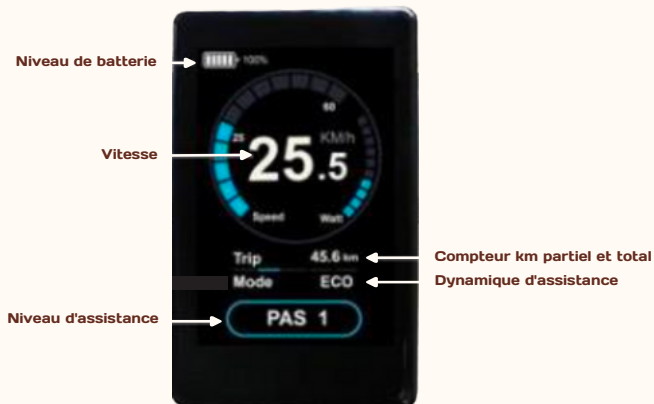 100%
Niveau de batterie
60
25
KM/h
Vitesse
25.5
Speed
Watt
Trip
45.6 km
Compteur km partiel et total
Mode
ECO
Dynamique d'assistance
Niveau d'assistance
PAS 1